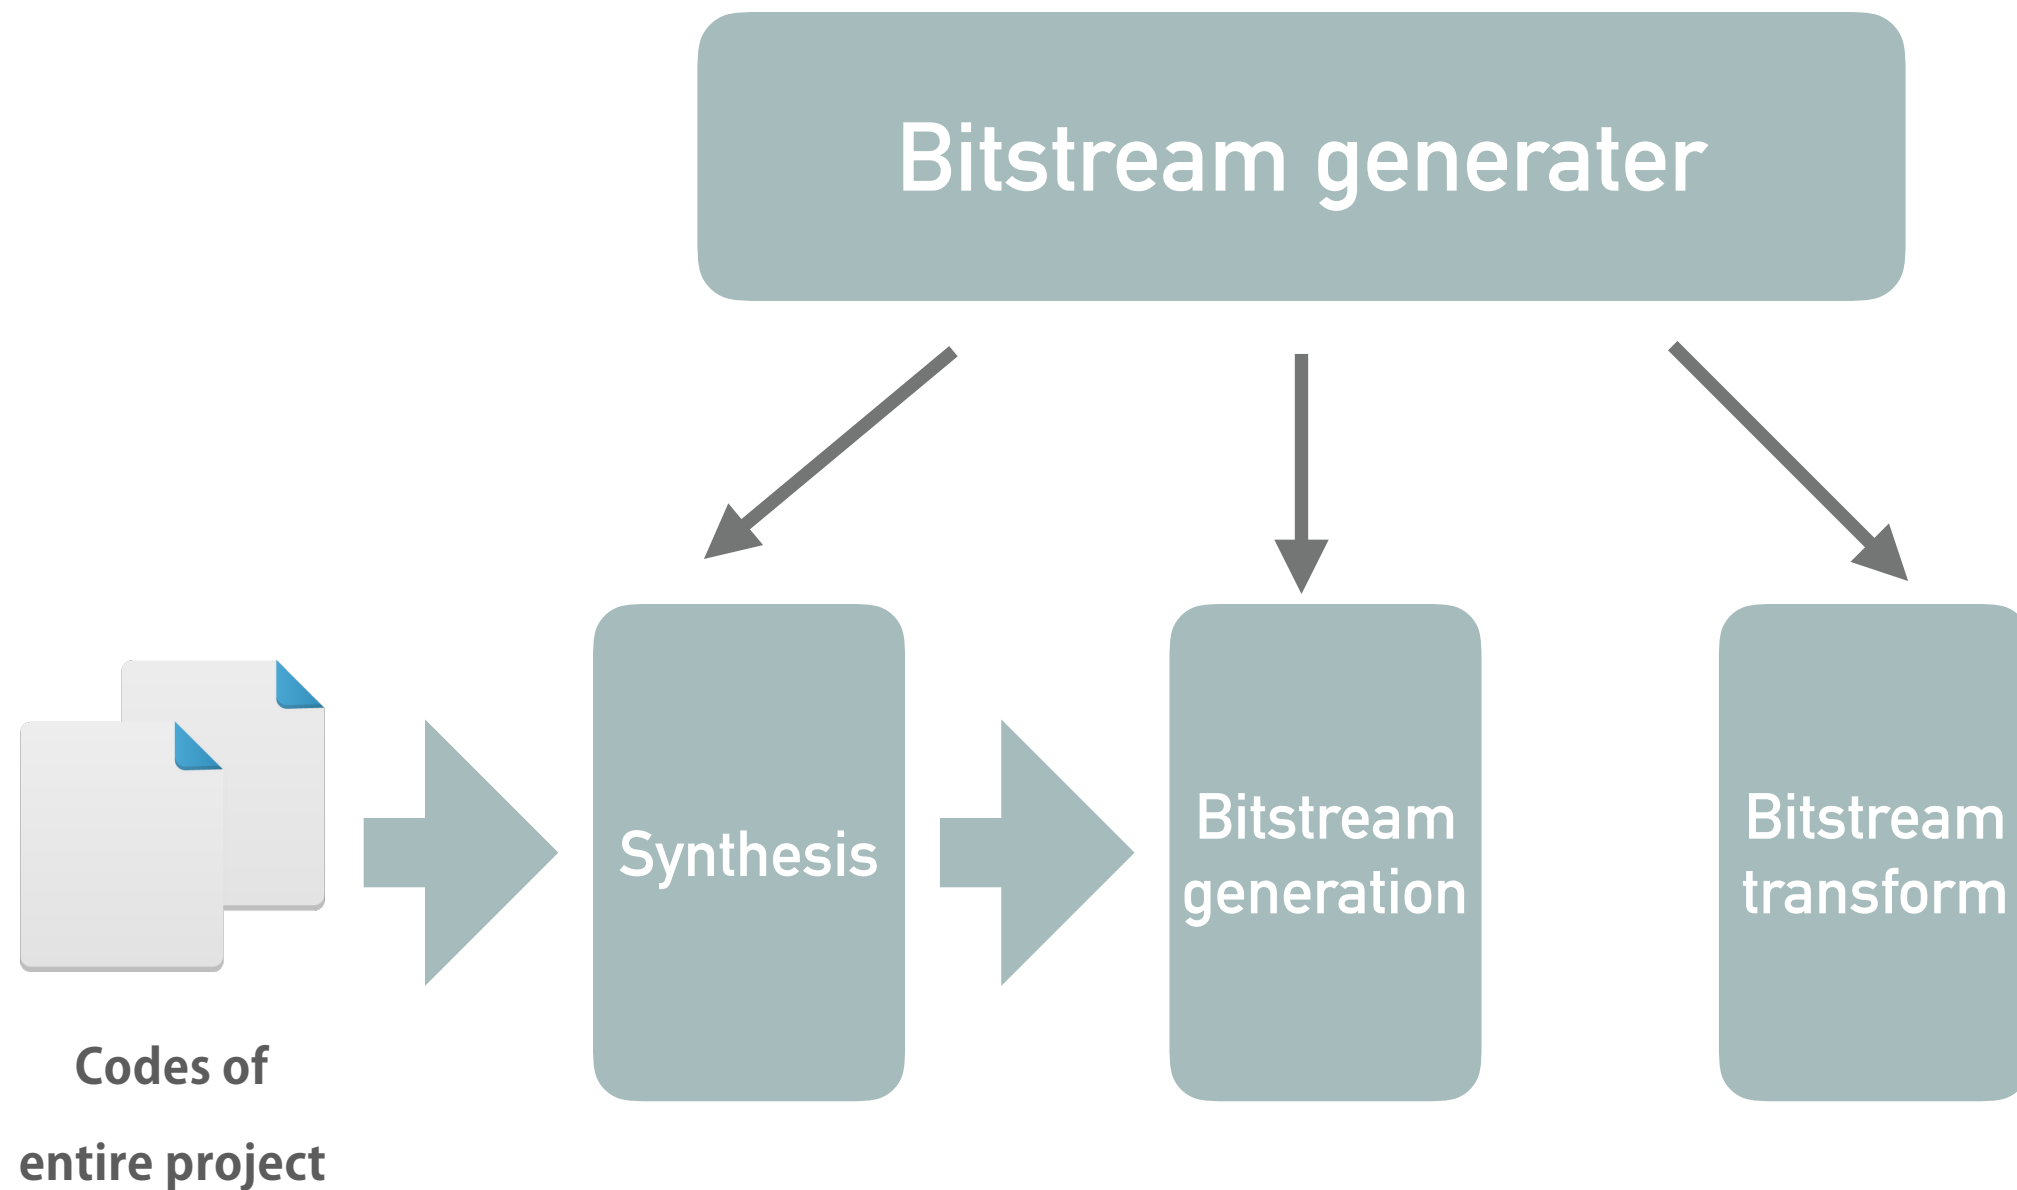 Bitstream generater
Synthesis
Bitstream
generation
Bitstream
transform
Codes of
entire project